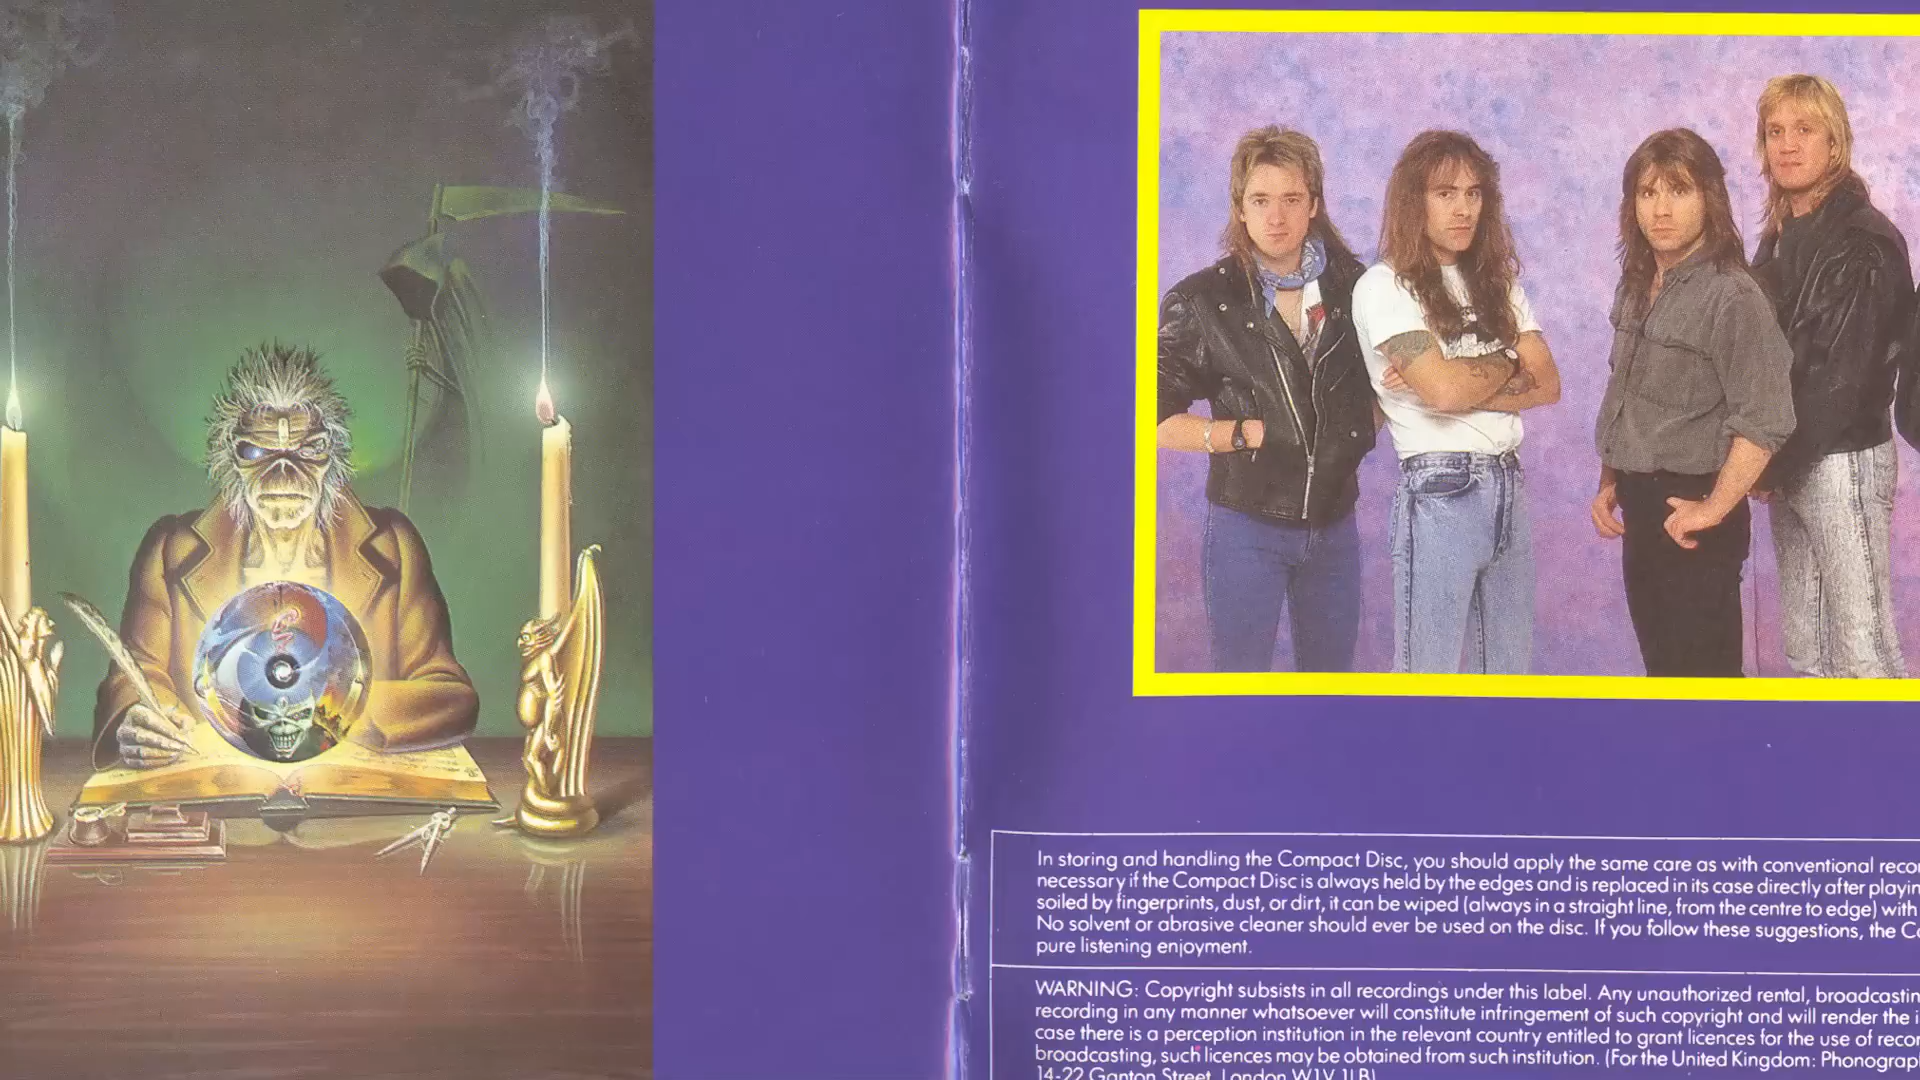 In storing and handling the Compact Disc, you should apply the same care as with conventional
necessary if the Compact Disc is always held by the edges and is replaced in its case directly after
soiled by fingerprints, dust, or dirt, it can be wiped (always in a straight line, from the centre to edge) with
No solvent or abrasive cleaner should ever be used on the disc. If you follow these suggestions, the
pure listening enjoyment.
WARNING: Copyright subsists in all recordings under this label. Any unauthorized rental,
recording in any manner whatsoever will constitute infringement of such copyright and will render the
case there is a perception institution in the relevant country entitled to grant licences for the use of
broadcasting, such licences may be obtained from such institution. (For the United Kingdom:
14-22 Ganton Street, London W1V 1LB)